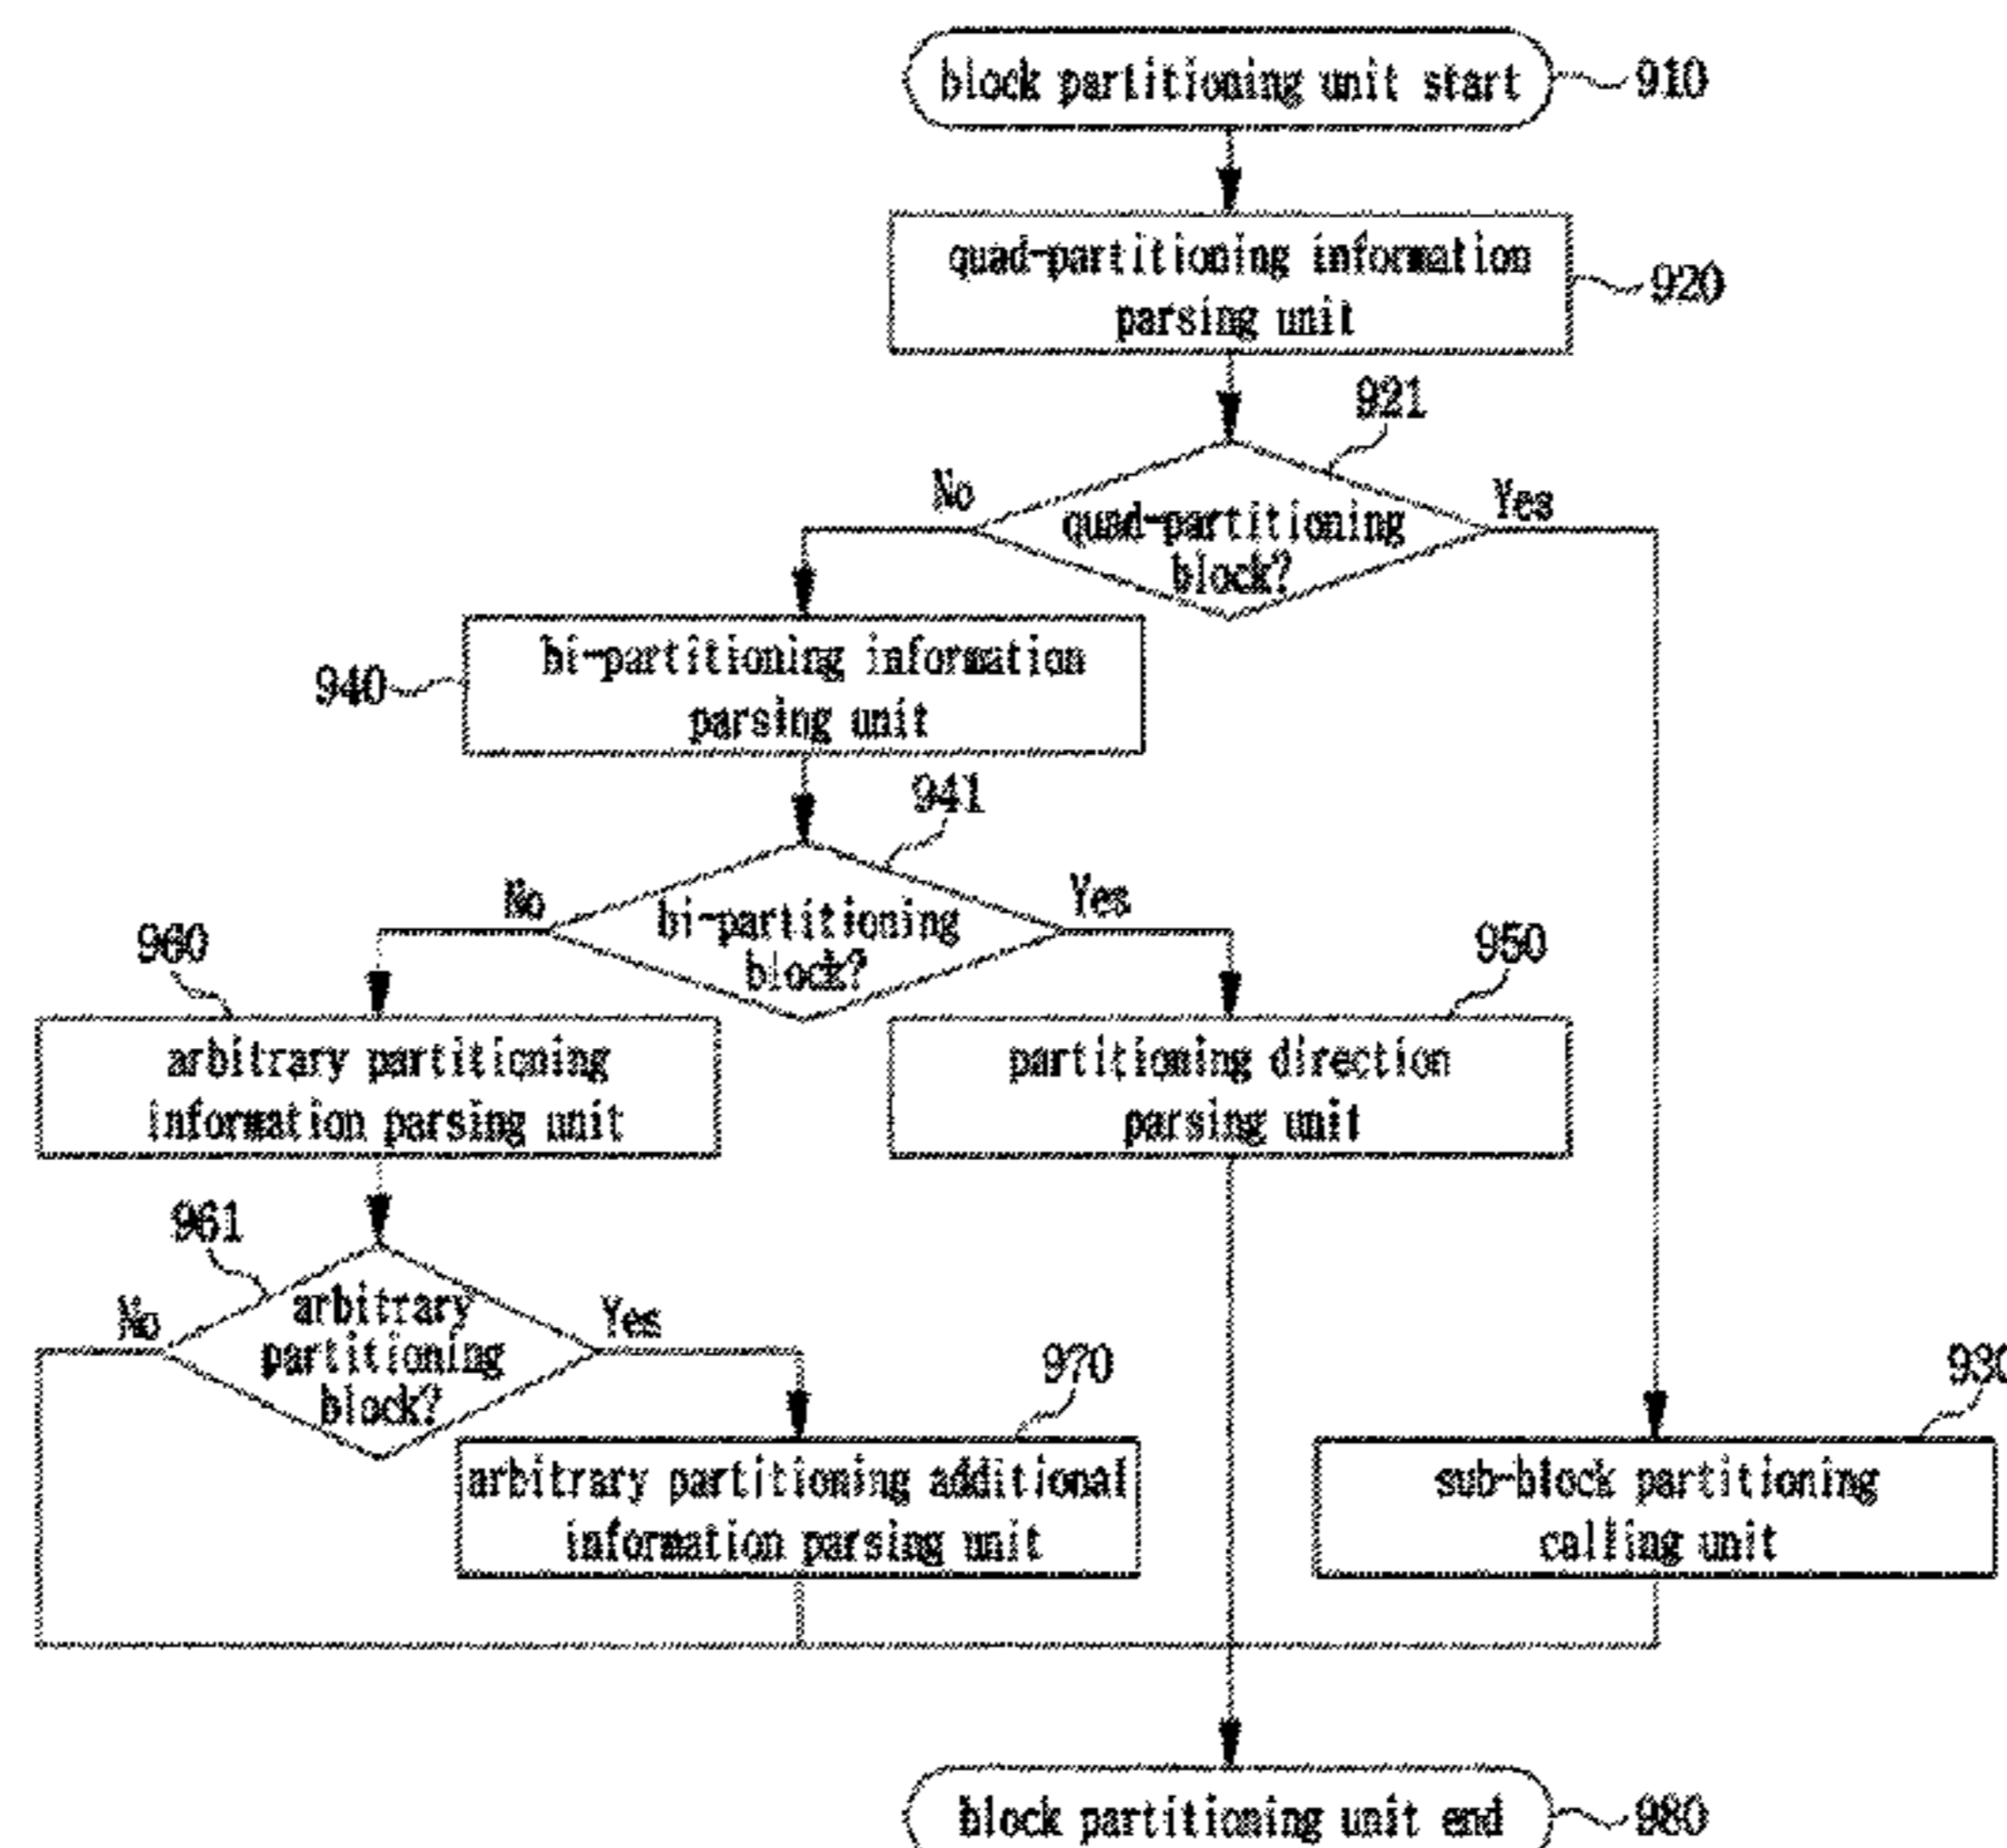 block partitioning unit start
910
quad-partitioning information
parsing unit
920
921
No
Yes
quad-partitioning
block?
bi-partitioning information
parsing unit
940
941
No
Yes
bi-partitioning
block?
960
950
arbitrary partitioning
information parsing unit
partitioning direction
parsing unit
961
No
Yes
arbitrary
partitioning
block?
970
930
arbitrary partitioning additional
information parsing unit
sub-block partitioning
calling unit
block partitioning unit end
980